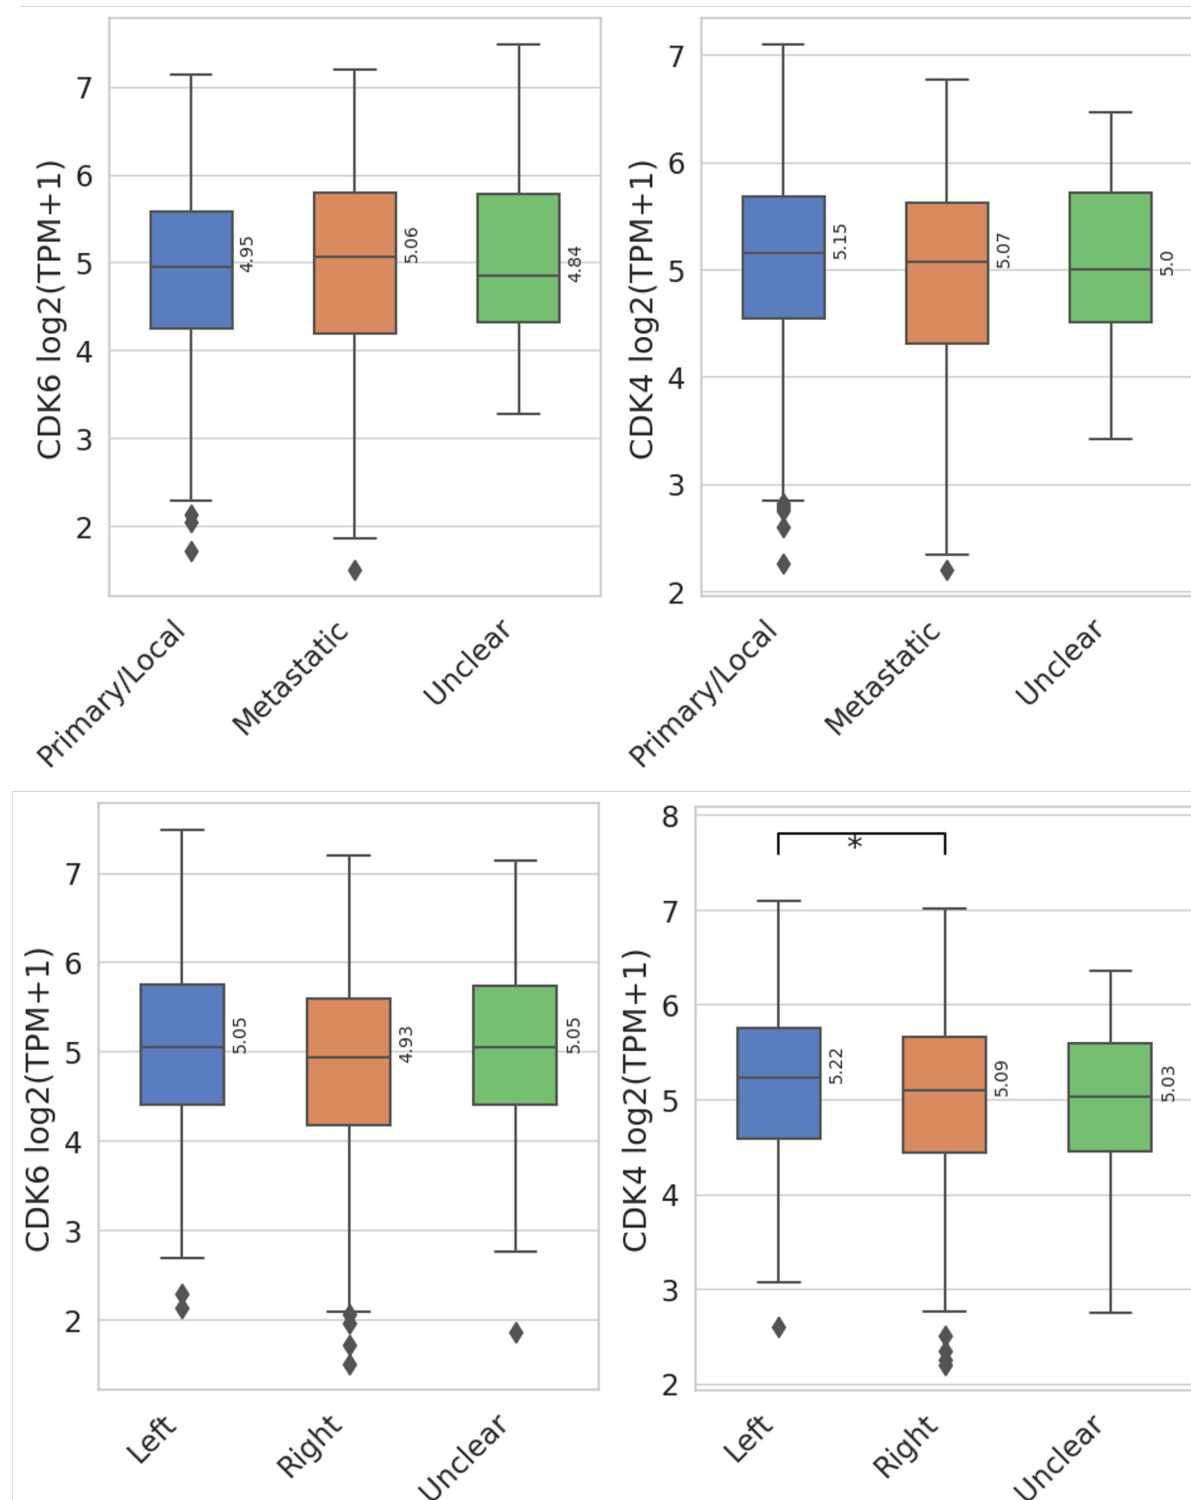 CDK6 log2(TPM+1)
7
6
5
4
3
2
4.95
5.06
4.84
Primary/Local
Metastatic
Unclear
CDK4 log2(TPM+1)
7
6
5
4
3
2
5.15
5.07
5.0
Primary/Local
Metastatic
Unclear
CDK6 log2(TPM+1)
7
6
5
4
3
2
5.05
4.93
5.05
Left
Right
Unclear
CDK4 log2(TPM+1)
8
7
6
5
4
3
2
*
5.22
5.09
5.03
Left
Right
Unclear